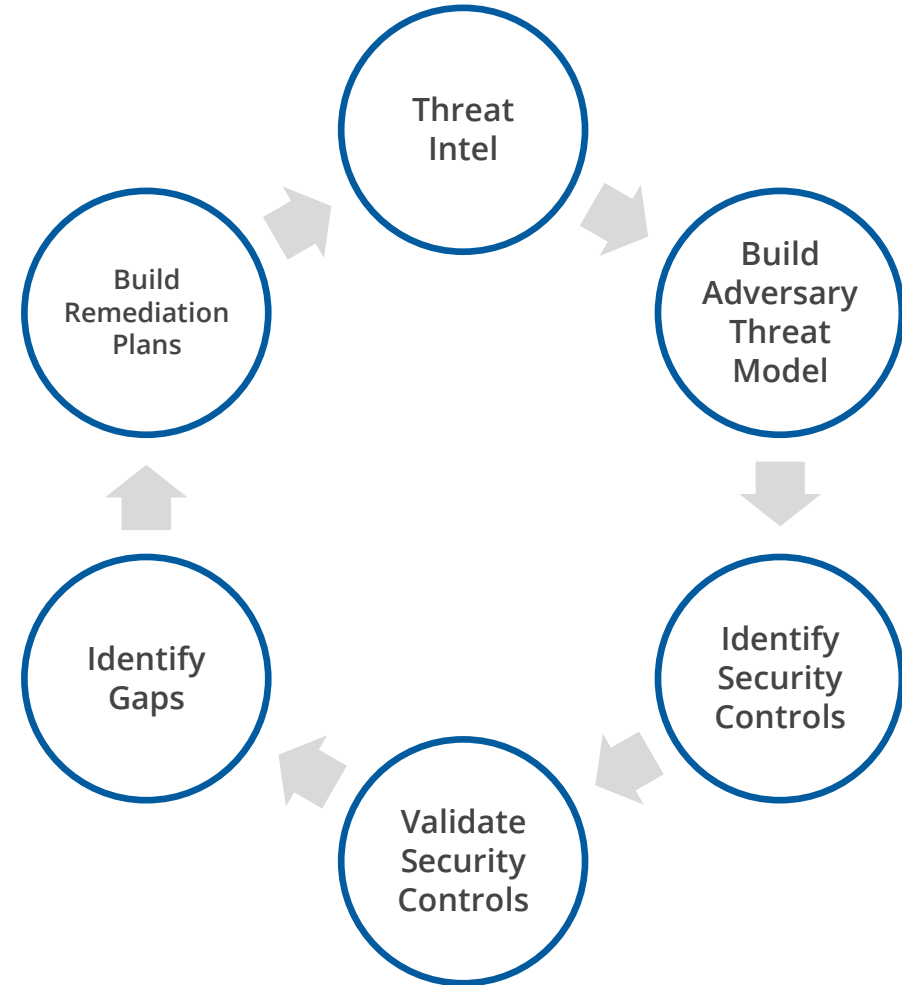 Threat
Intel
Build
Adversary
Threat
Model
Identify
Security
Controls
Validate
Security
Controls
Identify
Gaps
Build
Remediation
Plans